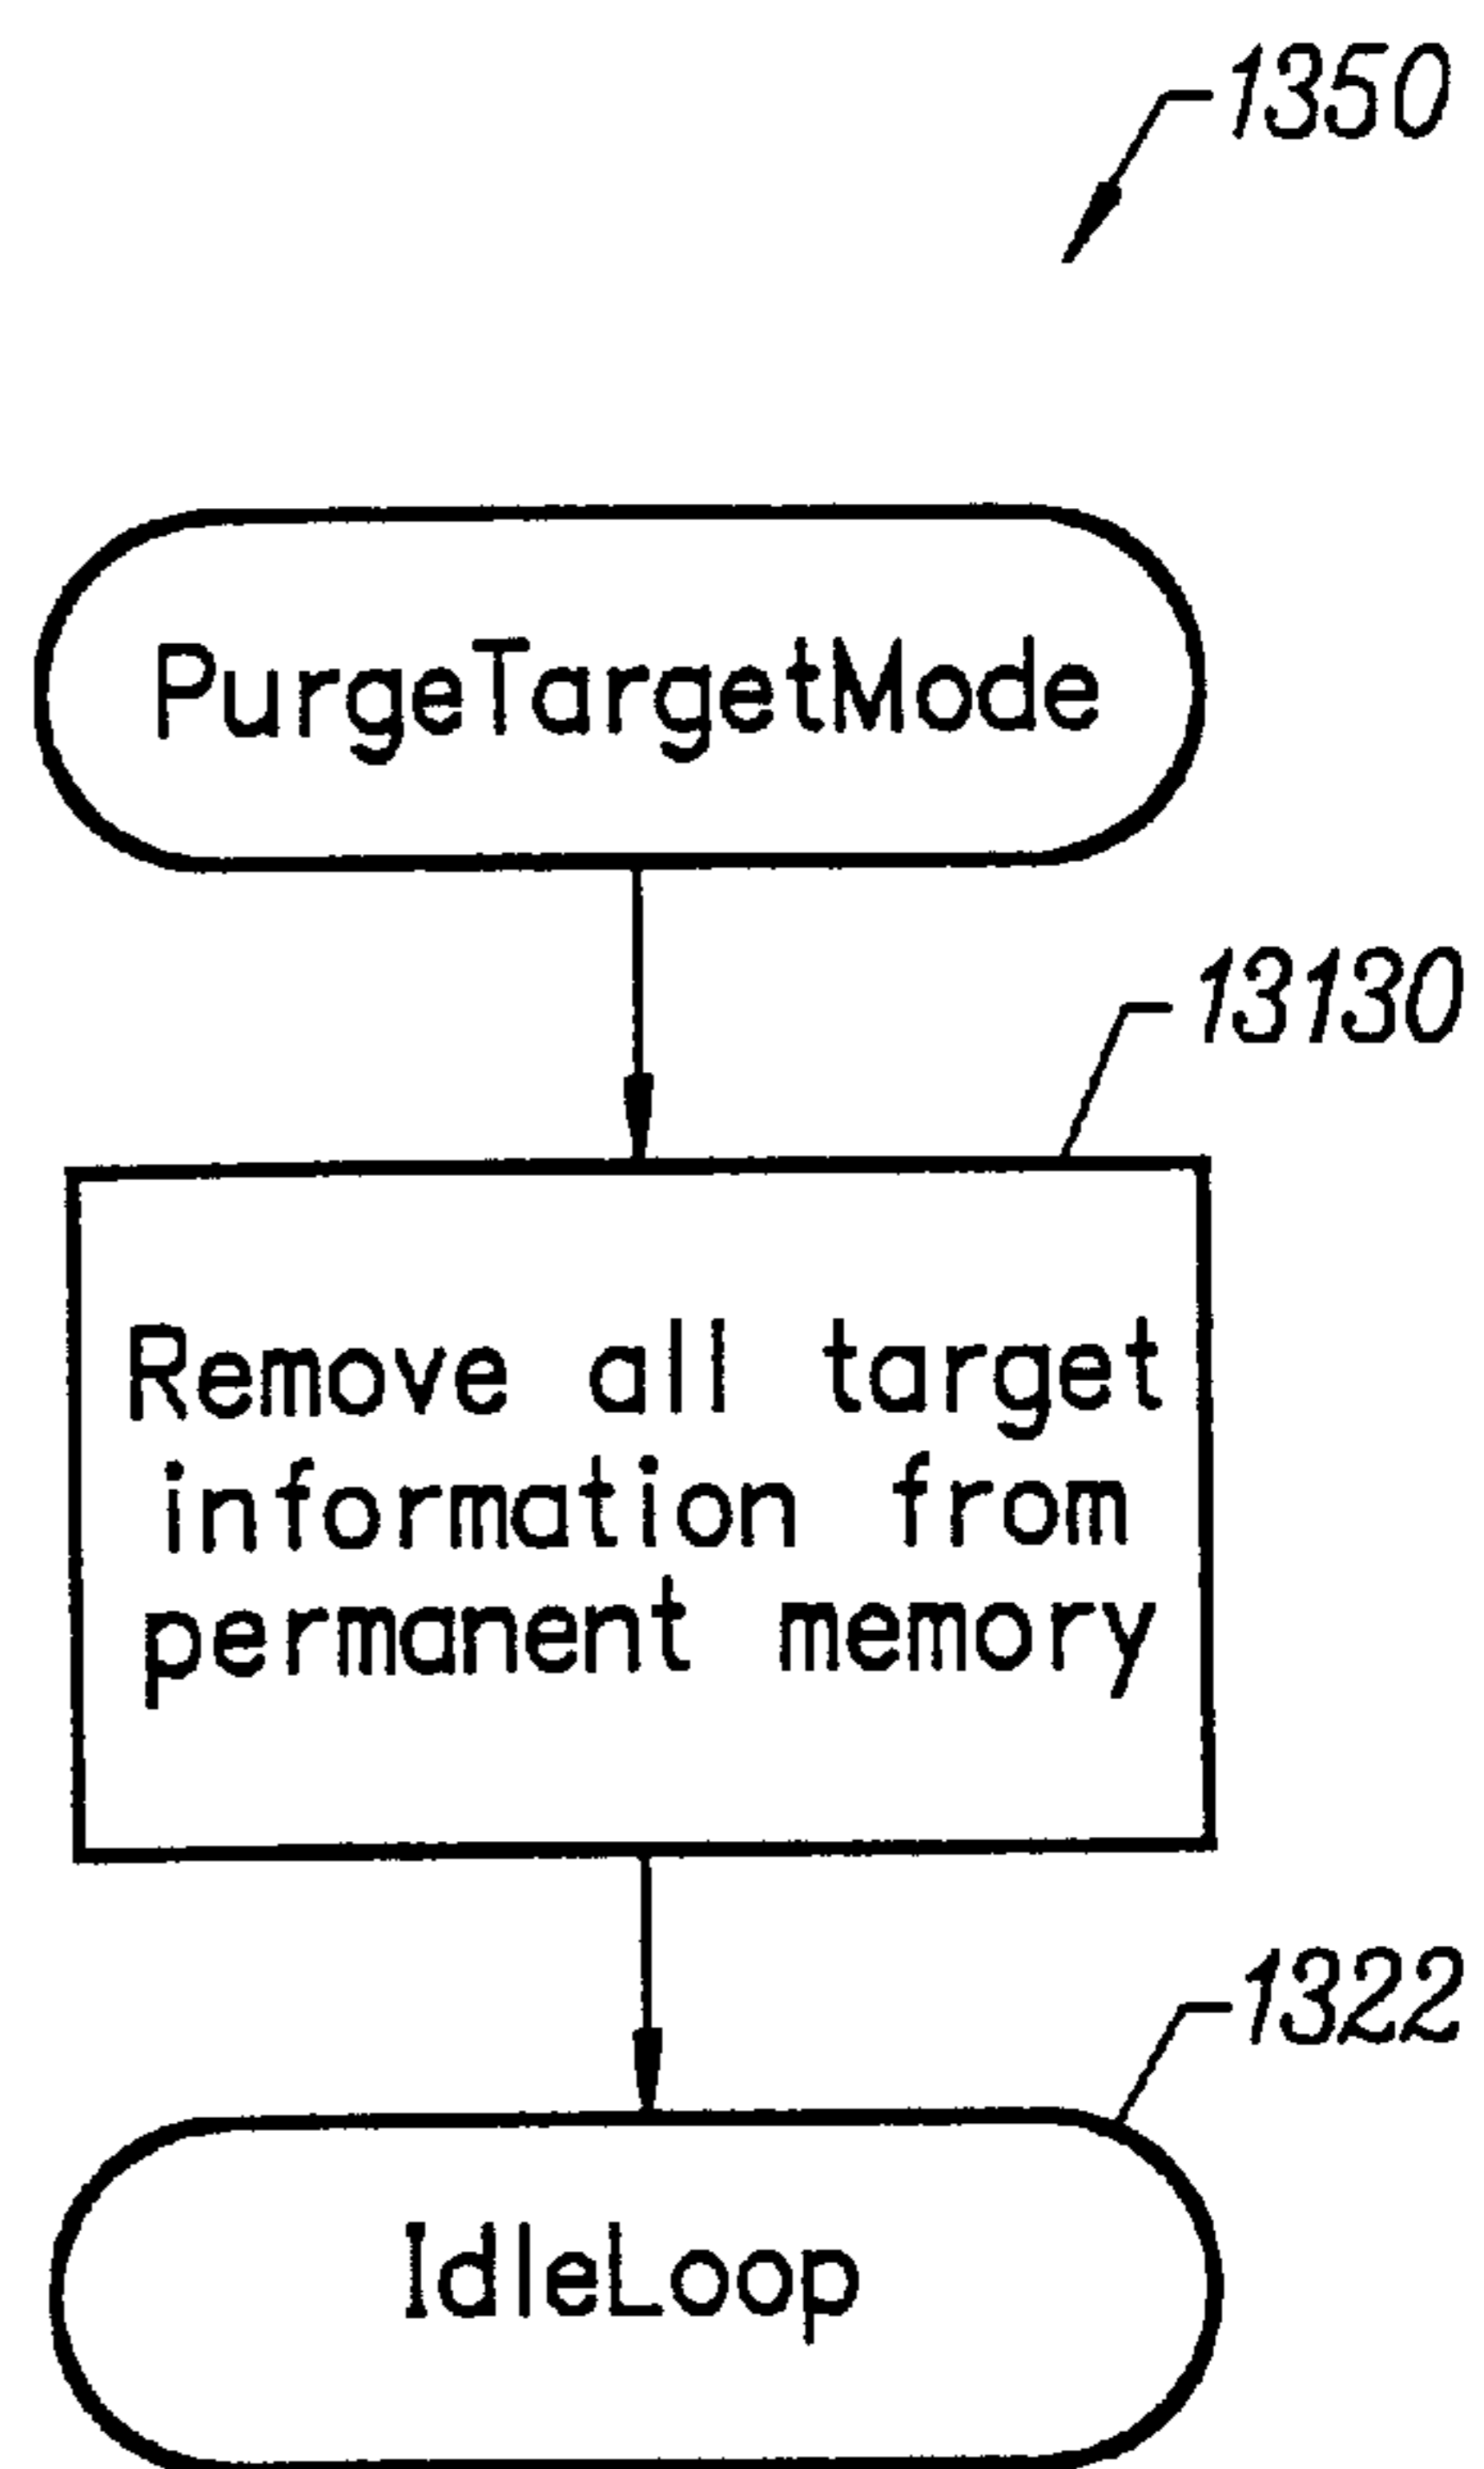 1350
PurgeTargetMode
13130
Remove all target
information from
permanent memory
1322
IdleLoop